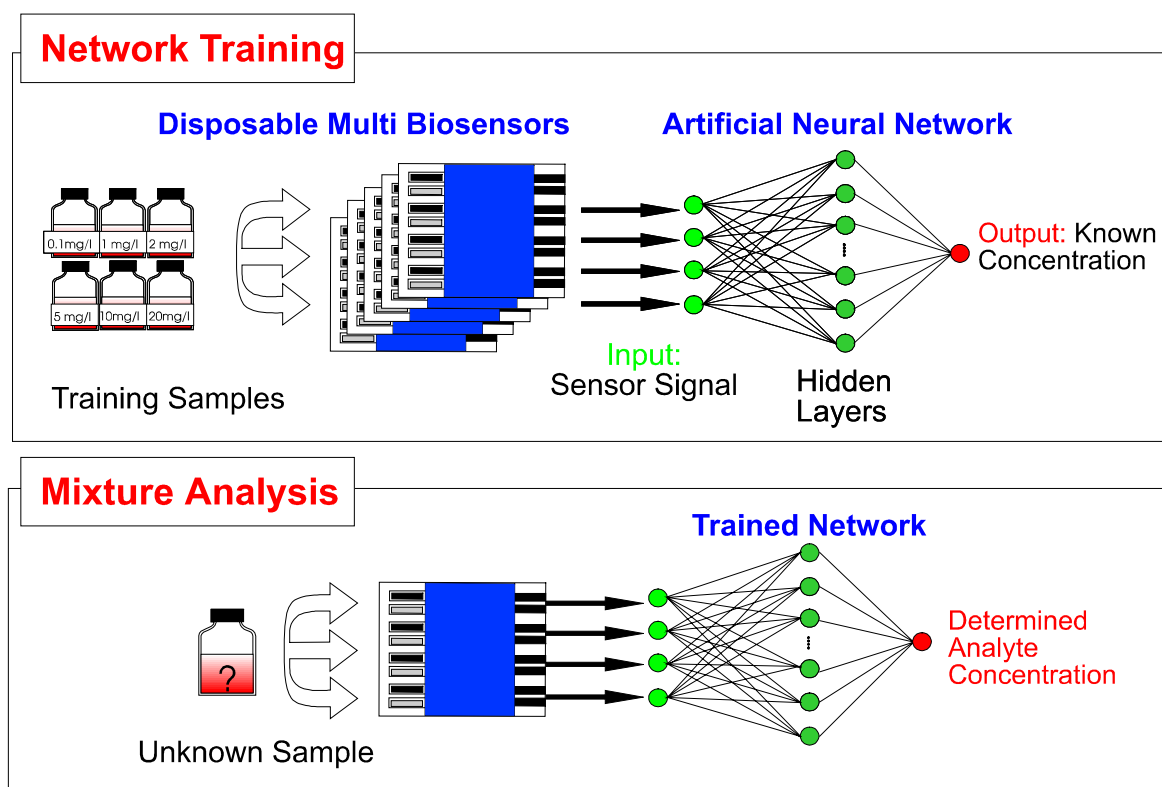 Network Training
Disposable Multi Biosensors
Artificial Neural Network
0.1mg/l
1 mg/l
2 mg/l
5 mg/l
10mg/l
20mg/l
Output: Known
Concentration
Input:
Sensor Signal
Hidden
Layers
Training Samples
Mixture Analysis
Trained Network
?
Determined
Analyte
Concentration
Unknown Sample